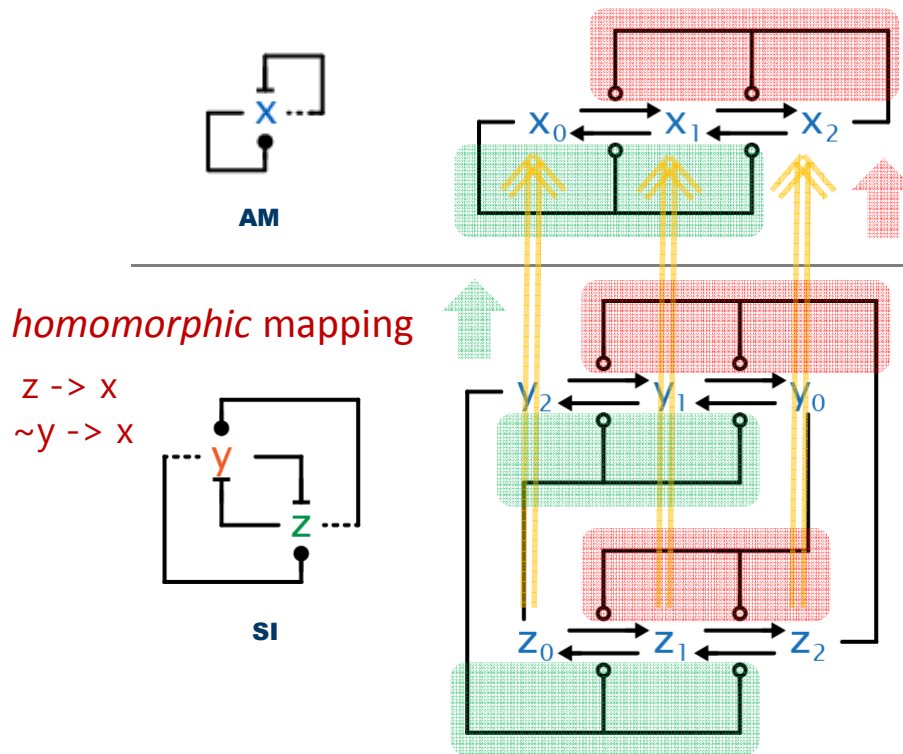 x
AM
x₀ x₁ x₂
homomorphic mapping
z -> x
~y -> x
y
z
SI
y₂ y₁ y₀
z₀ z₁ z₂